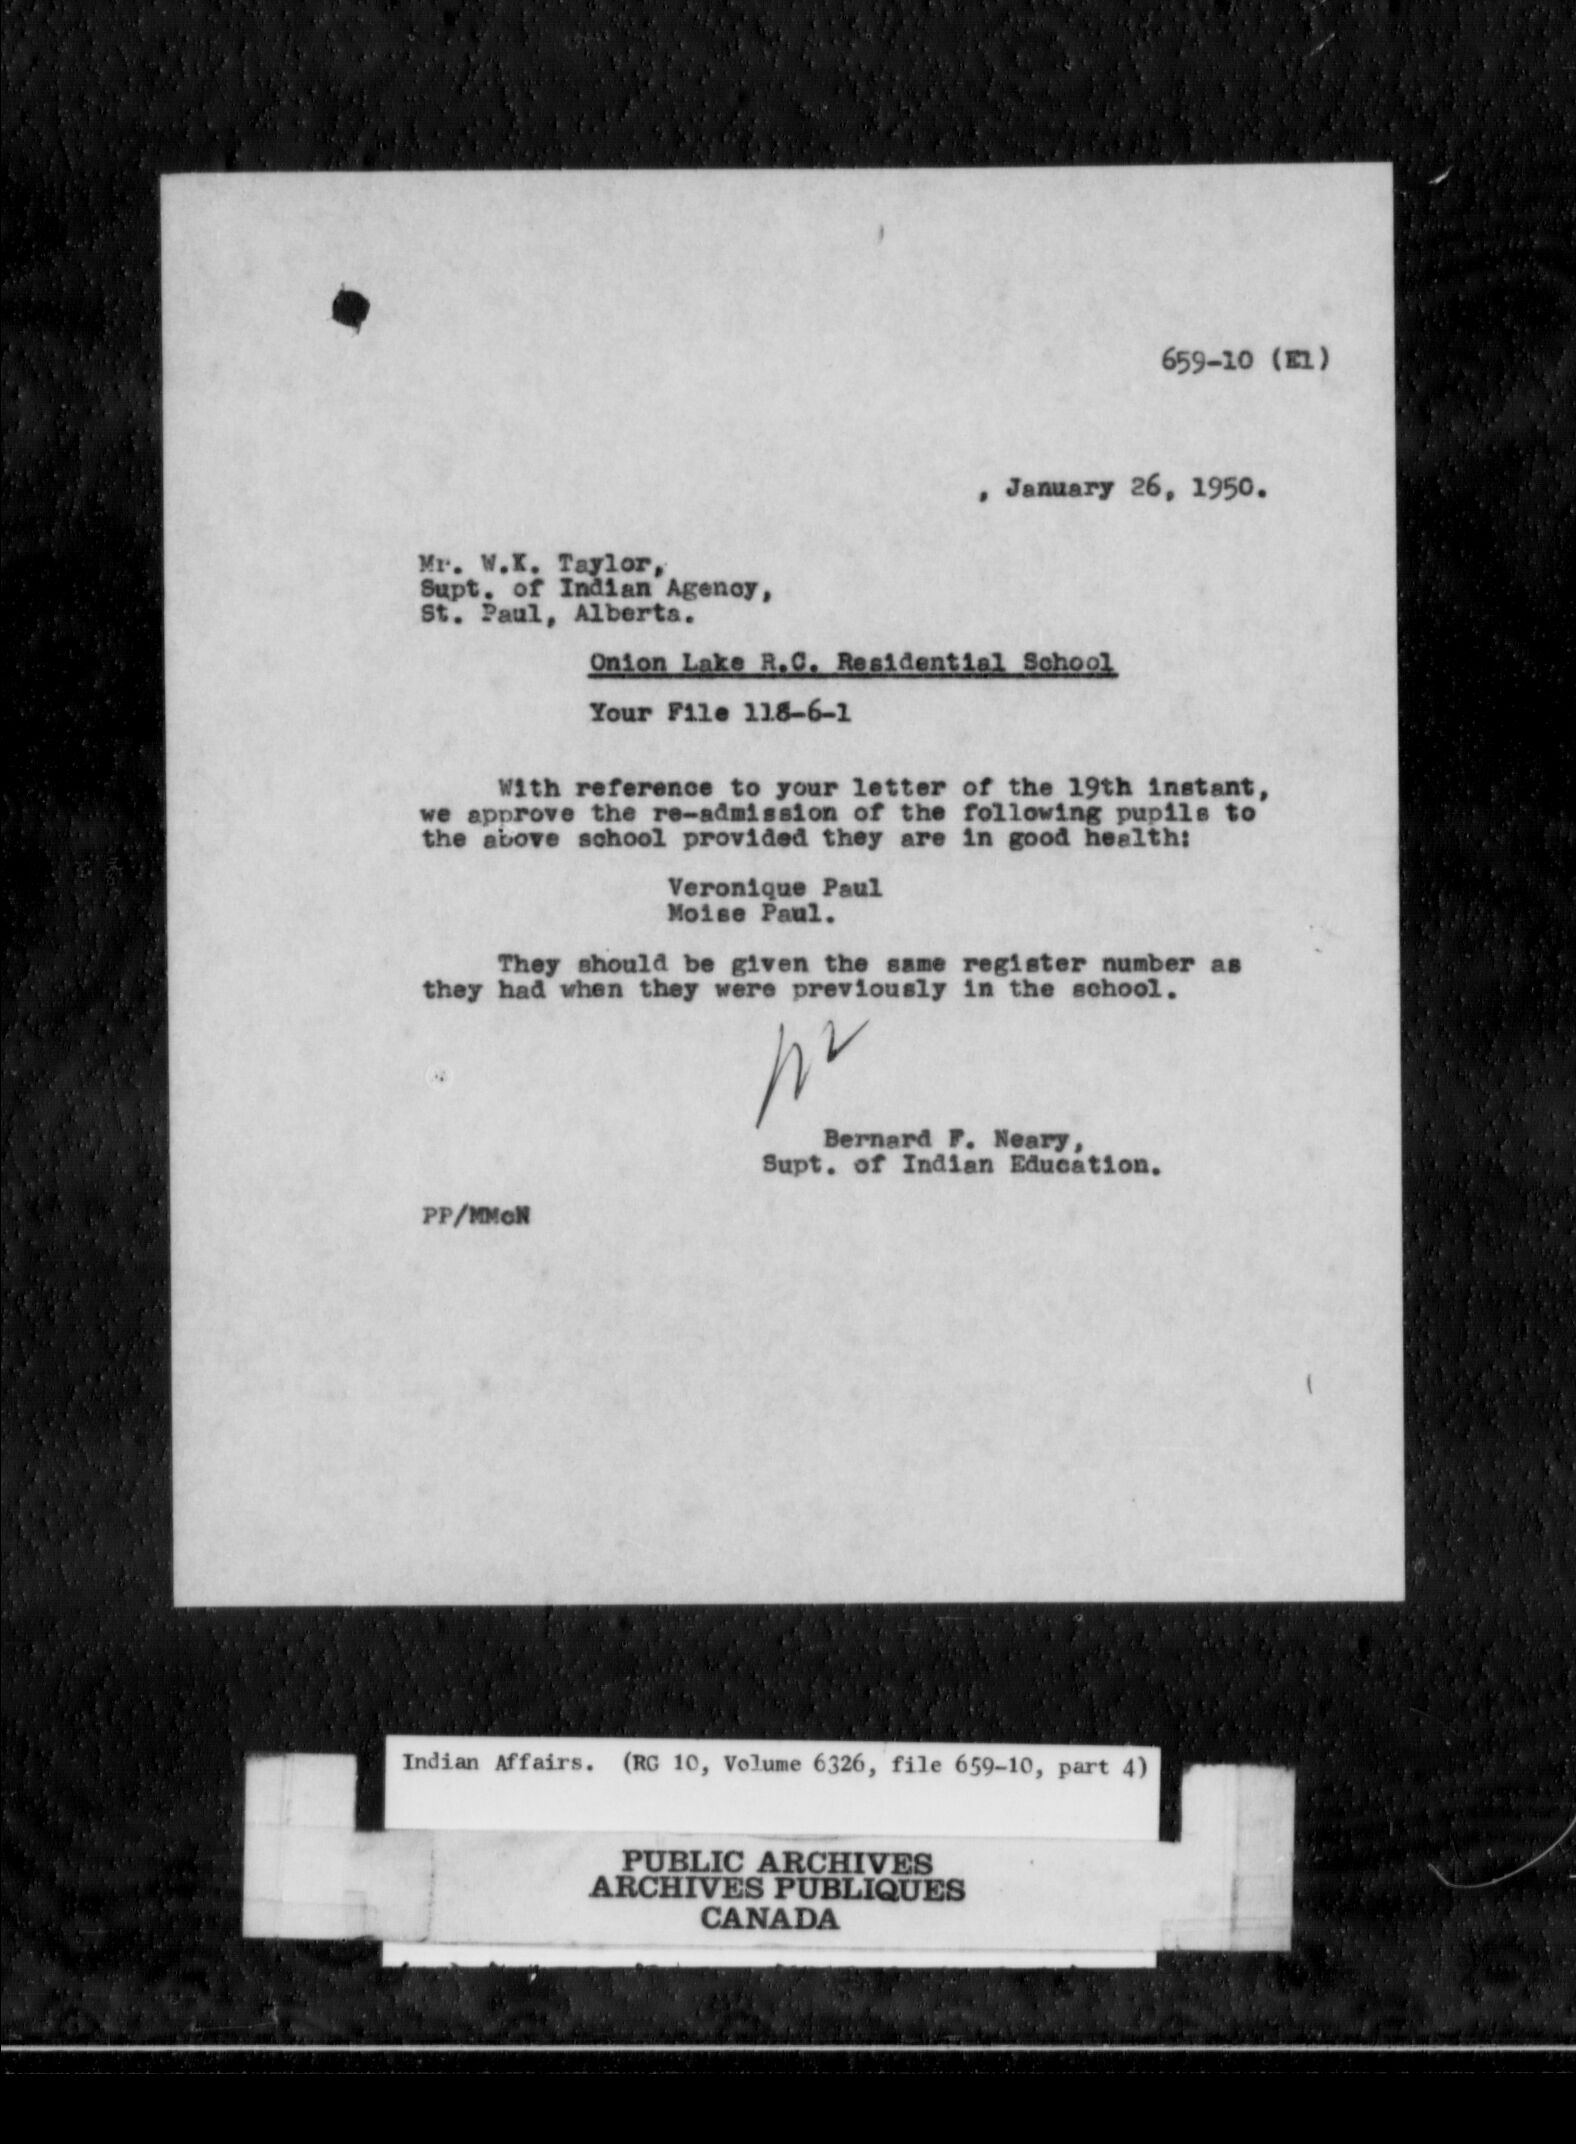 659-10 (E1)
, January 26, 1950.
Mr. W.K. Taylor,
Supt. of Indian Agency,
St. Paul, Alberta.
Onion Lake R.C. Residential School
Your File 118-6-1
With reference to your letter of the 19th instant,
we approve the re-admission of the following pupils to
the above school provided they are in good health:
Veronique Paul
Moise Paul.
They should be given the same register number as
they had when they were previously in the school.
Bernard F. Neary,
Supt. of Indian Education.
PP/MMcN
Indian Affairs. (RG 10, Volume 6326, file 659-10, part 4)
PUBLIC ARCHIVES
ARCHIVES PUBLIQUES
CANADA